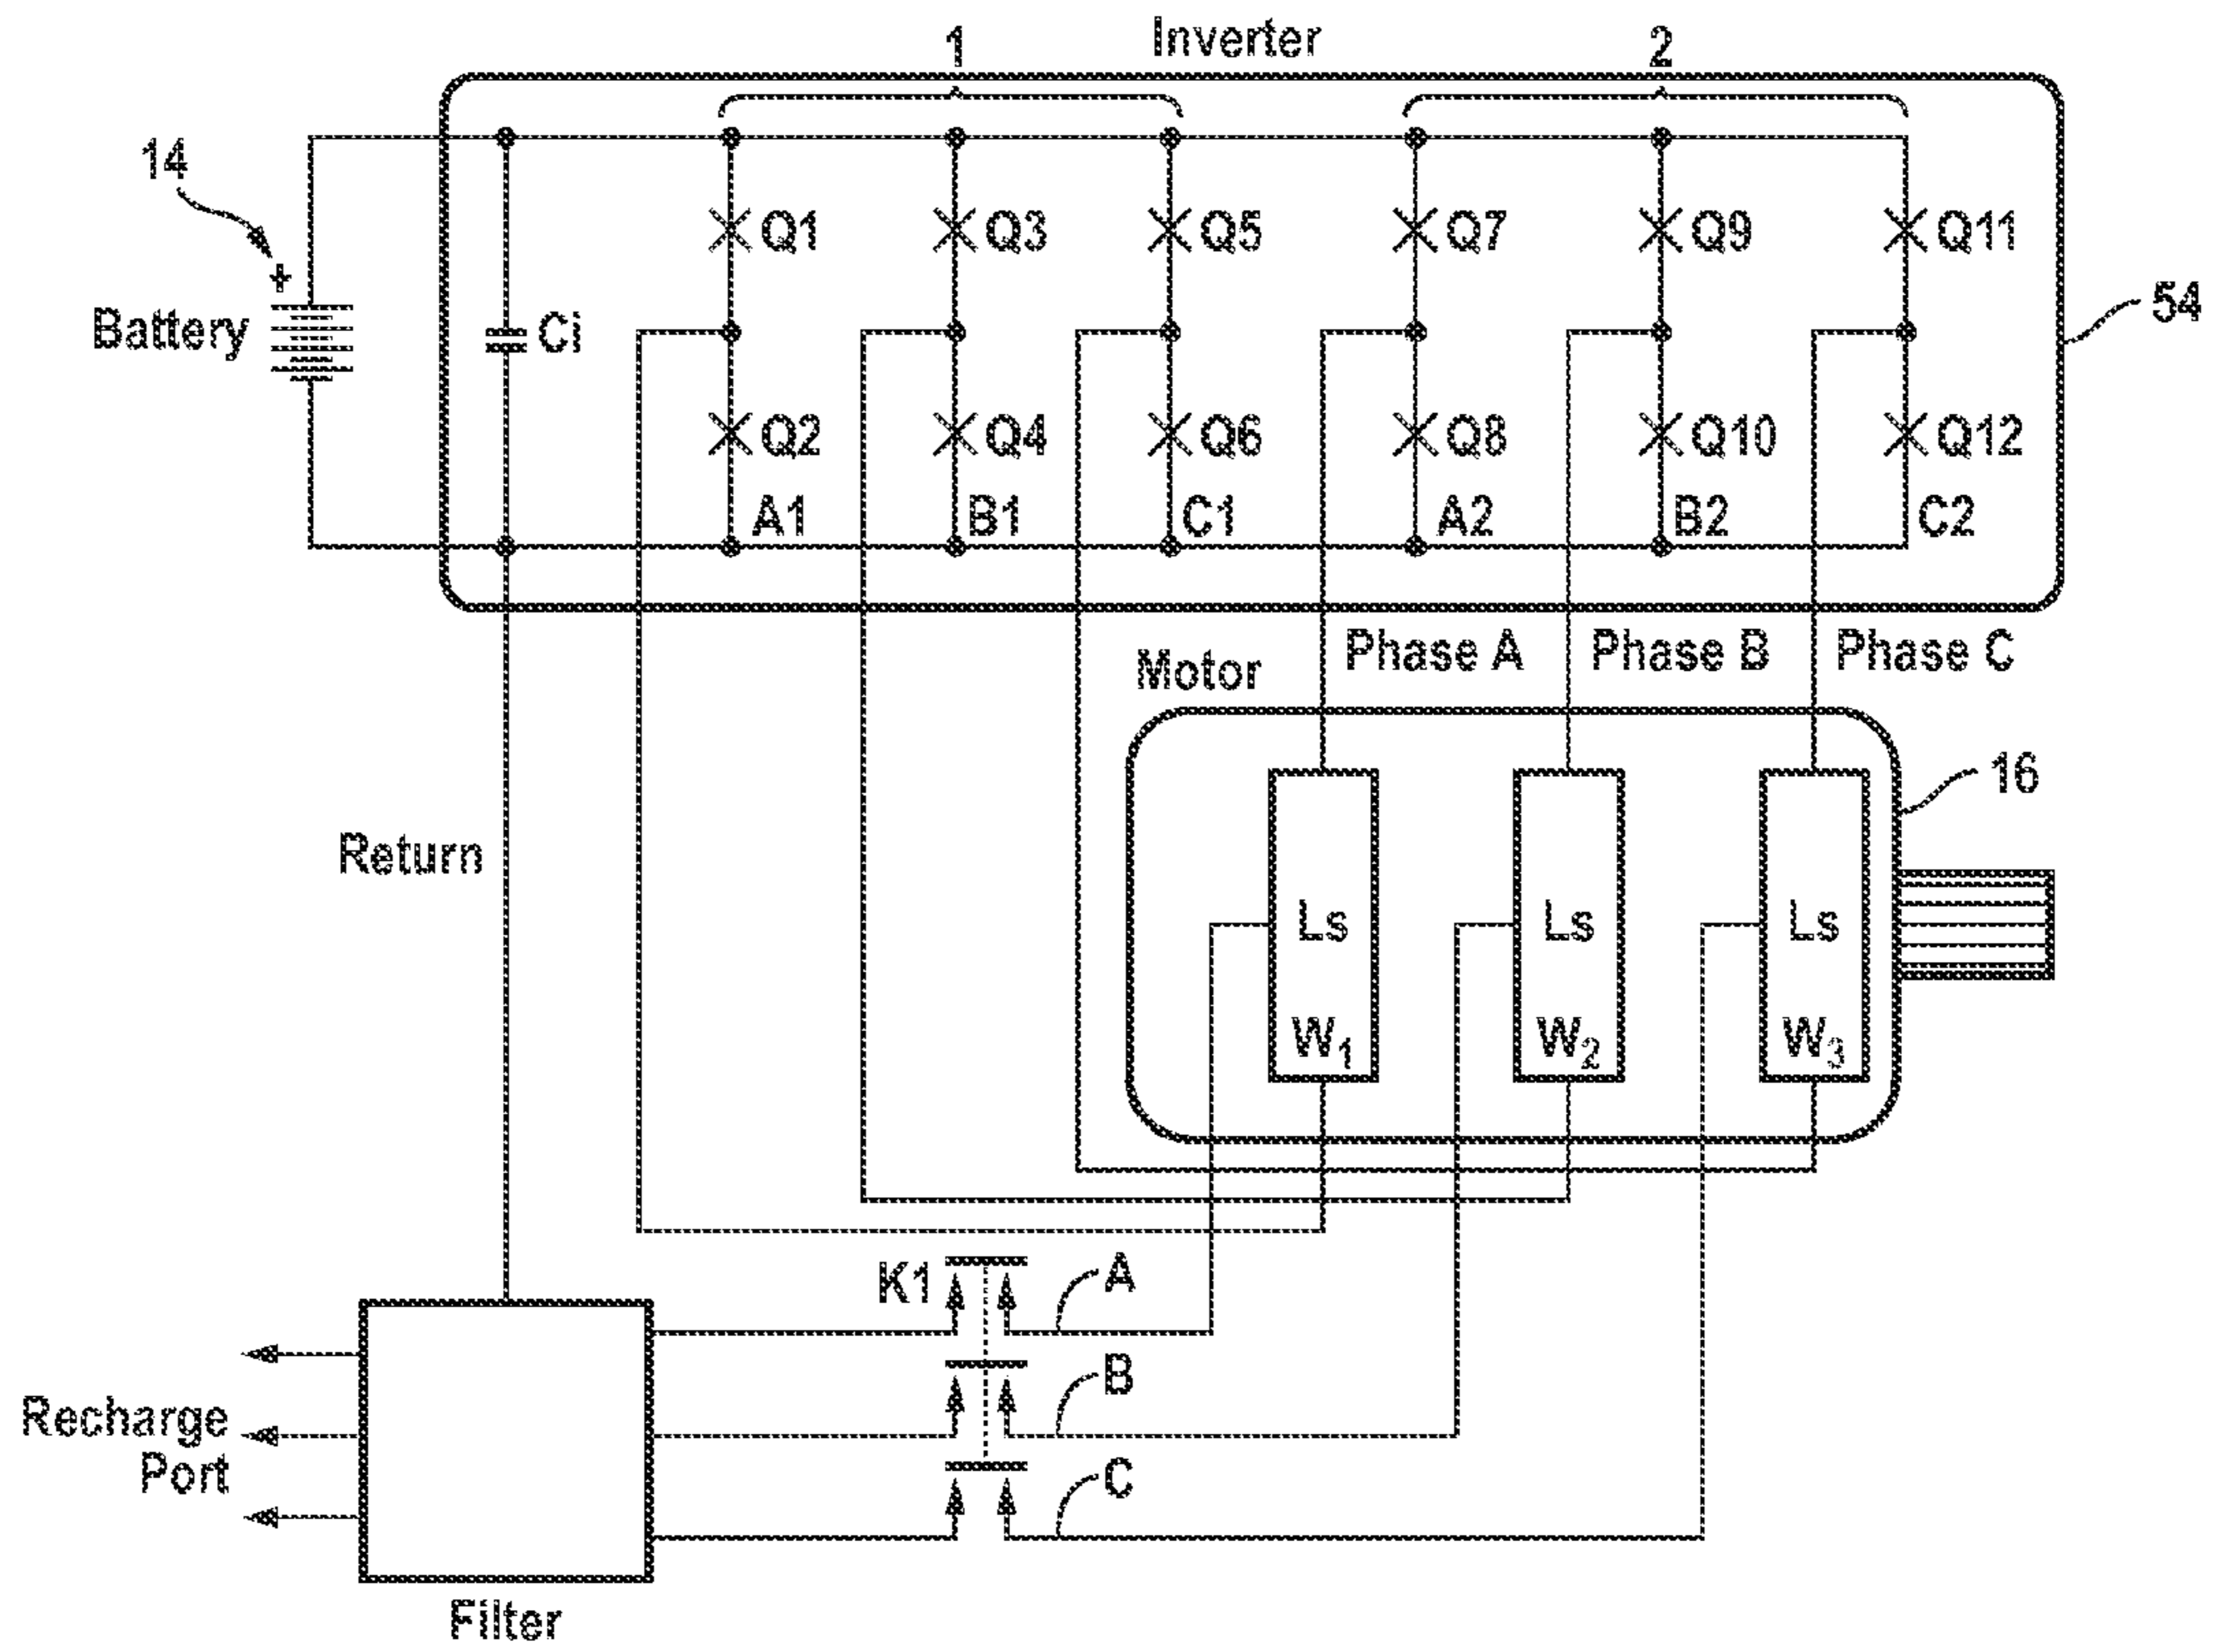 1 Inverter 2
14
+
Battery
Ci
Q1 Q3 Q5 Q7 Q9 Q11
54
Q2 Q4 Q6 Q8 Q10 Q12
A1 B1 C1 A2 B2 C2
Motor
Phase A Phase B Phase C
16
Return
Ls Ls Ls
W1 W2 W3
K1
A
B
C
Recharge
Port
Filter